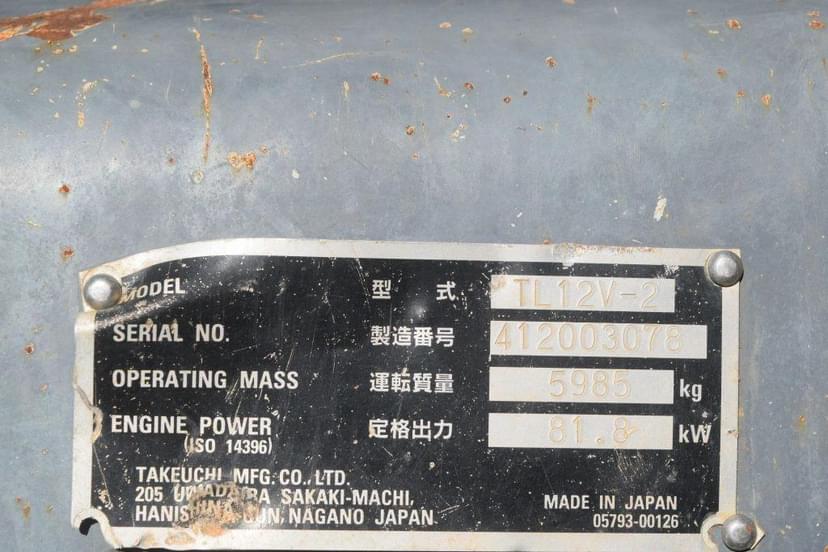 MODEL 型 式 TL12V-2
SERIAL NO. 製造番号 412003078
OPERATING MASS 運転質量 5985 kg
ENGINE POWER 定格出力 81.8 kW
(ISO 14396)
TAKEUCHI MFG.CO.,LTD.
205 SAKAKI-MACHI,
NAGANO JAPAN
MADE IN JAPAN
05793-00126